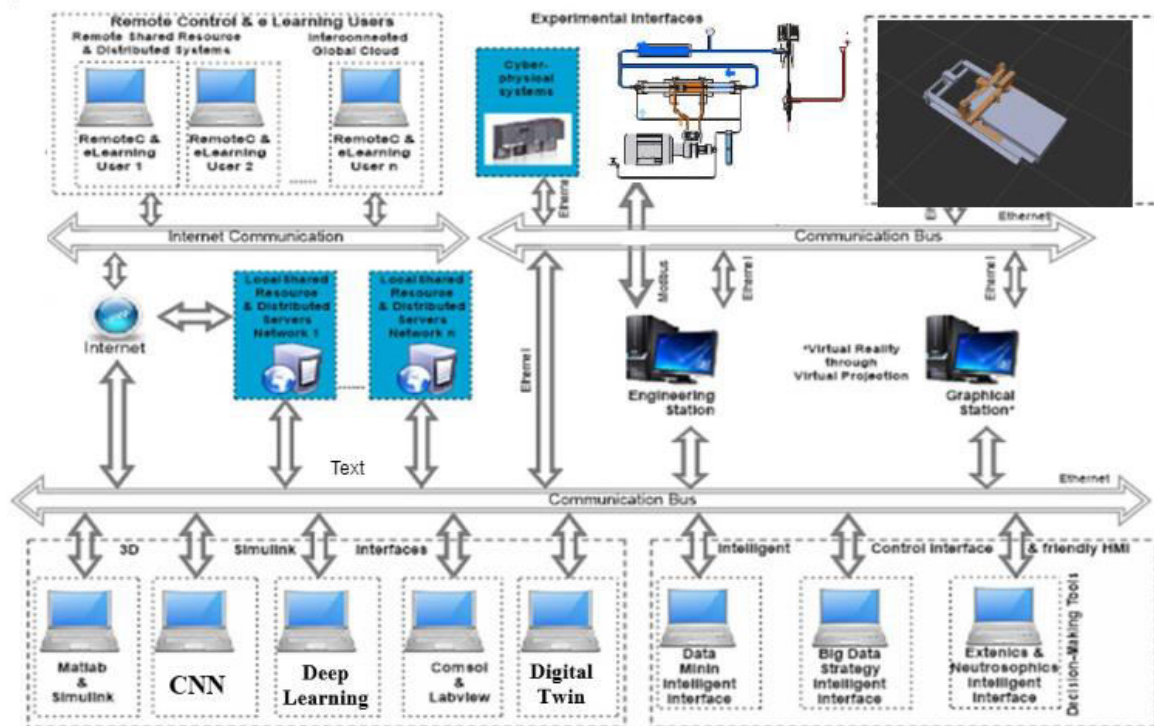 Remote Control & e Learning Users
Remote Shared Resource
& Distributed Systems
Interconnected
Global Cloud
RemoteC &
eLearning
User 1
RemoteC &
eLearning
User 2
......
RemoteC &
eLearning
User n
Experimental Interfaces
Cyber-
physical
systems
Ethernet
Ethernet
Internet Communication
Communication Bus
Internet
Local Shared
Resource
& Distributed
Servers
Network 1
......
Local Shared
Resource
& Distributed
Servers
Network n
Ethernet
Modbus
Ethernet
Ethernet
Engineering
Station
*Virtual Reality
through
Virtual Projection
Graphical
Station*
Text
Ethernet
Communication Bus
3D
Simulink
Interfaces
Intelligent
Control Interface
& friendly HMI
Matlab
&
Simulink
CNN
Deep
Learning
Comsol
&
Labview
Digital
Twin
Data
Minin
Intelligent
Interface
Big Data
Strategy
Intelligent
Interface
Extenics &
Neutrosophics
Intelligent
Interface
Decision-Making Tools